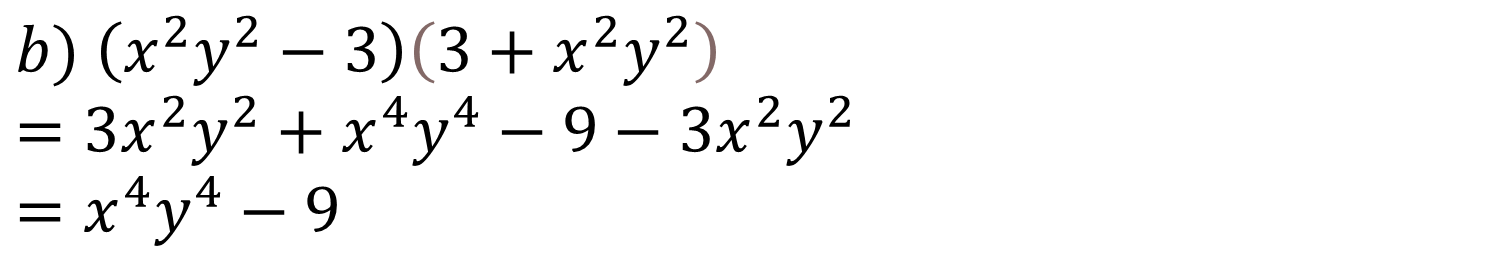 b) (x²y² − 3)(3 + x²y²)
= 3x²y² + x⁴y⁴ − 9 − 3x²y²
= x⁴y⁴ − 9